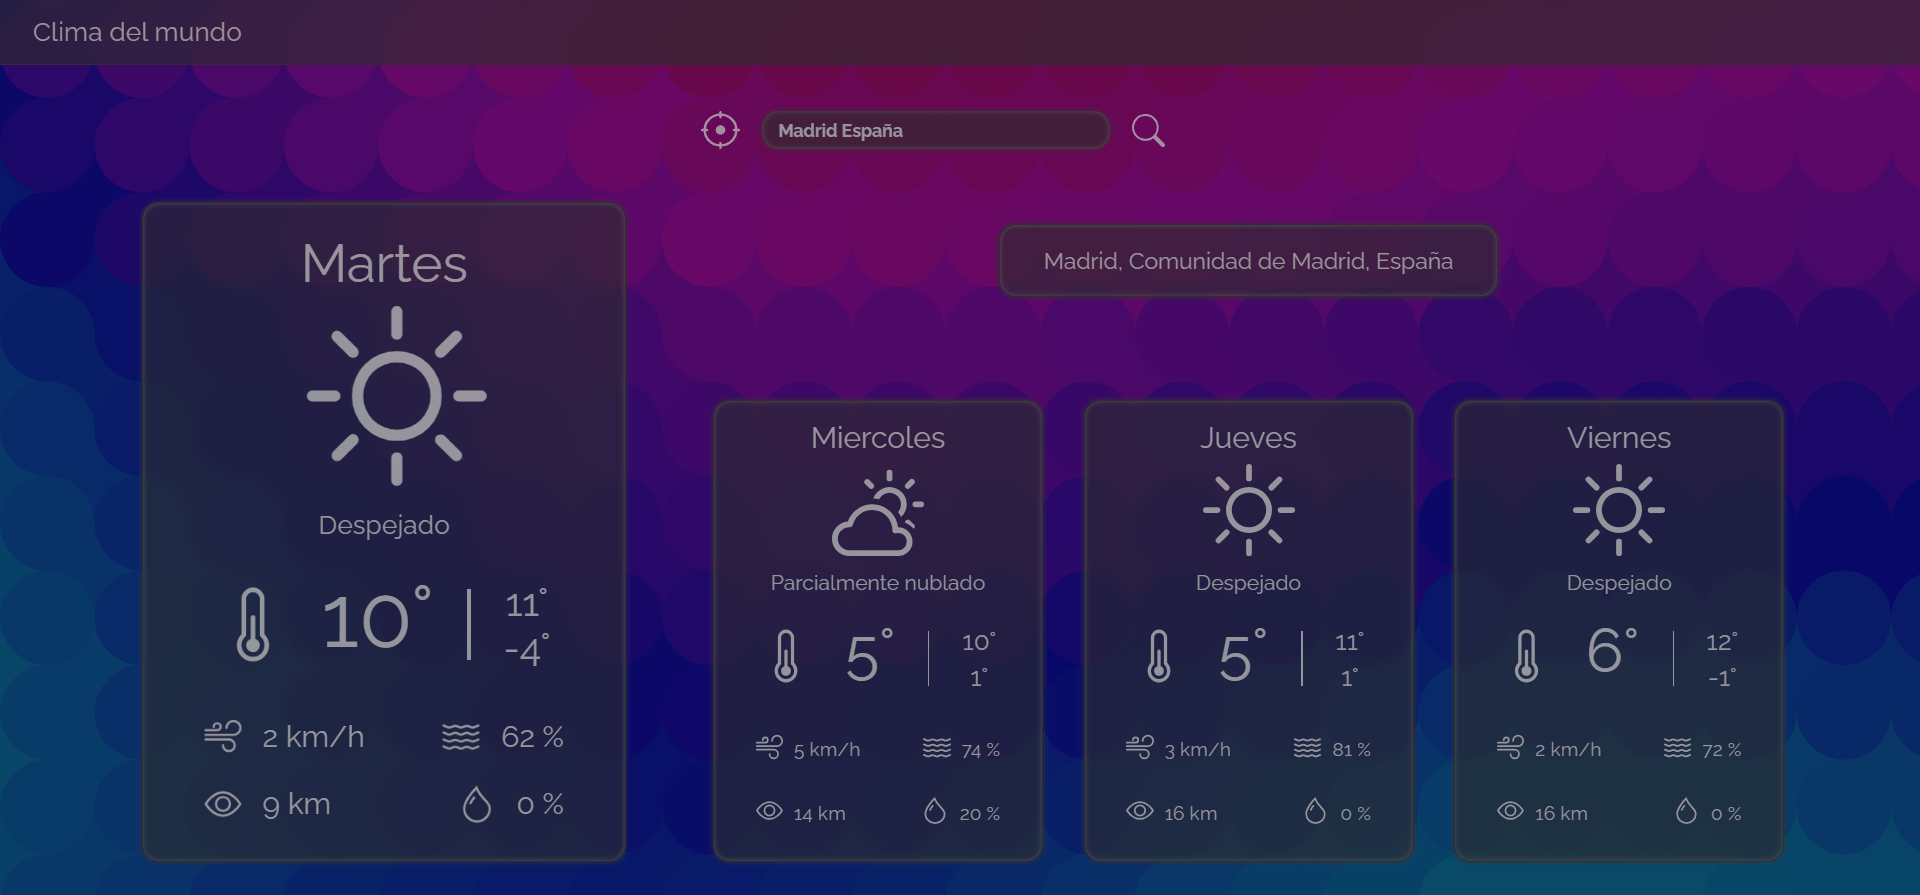 Clima del mundo
Madrid España
Madrid, Comunidad de Madrid, España
Martes
Despejado
10°
11°
-4°
2 km/h
62 %
9 km
0 %
Miercoles
Parcialmente nublado
5°
10°
1°
5 km/h
74 %
14 km
20 %
Jueves
Despejado
5°
11°
1°
3 km/h
81 %
16 km
0 %
Viernes
Despejado
6°
12°
-1°
2 km/h
72 %
16 km
0 %